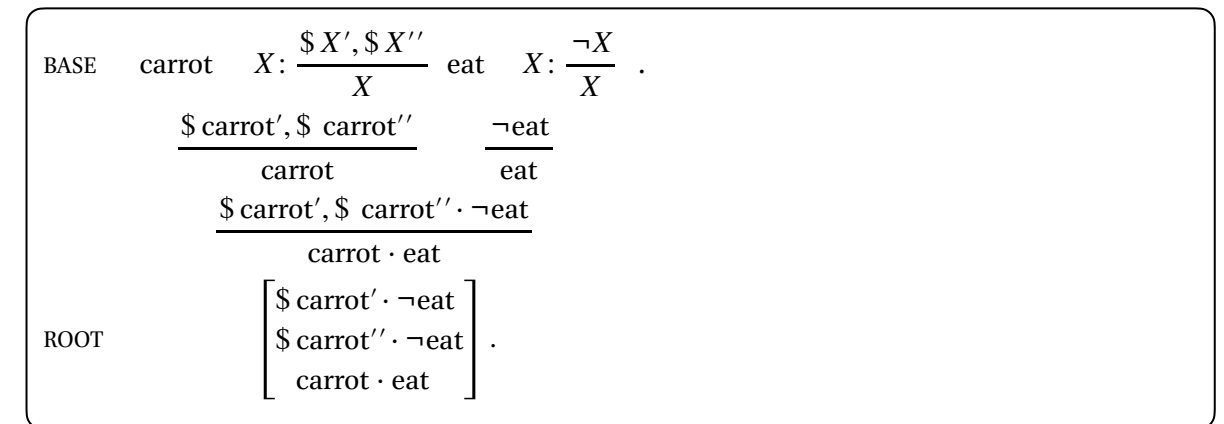 BASE carrot X: $ X′, $ X′′ / X eat X: ¬X / X .
$ carrot′, $ carrot′′ ¬eat
carrot eat
$ carrot′, $ carrot′′ · ¬eat
carrot · eat
$ carrot′ · ¬eat
ROOT $ carrot′′ · ¬eat .
carrot · eat